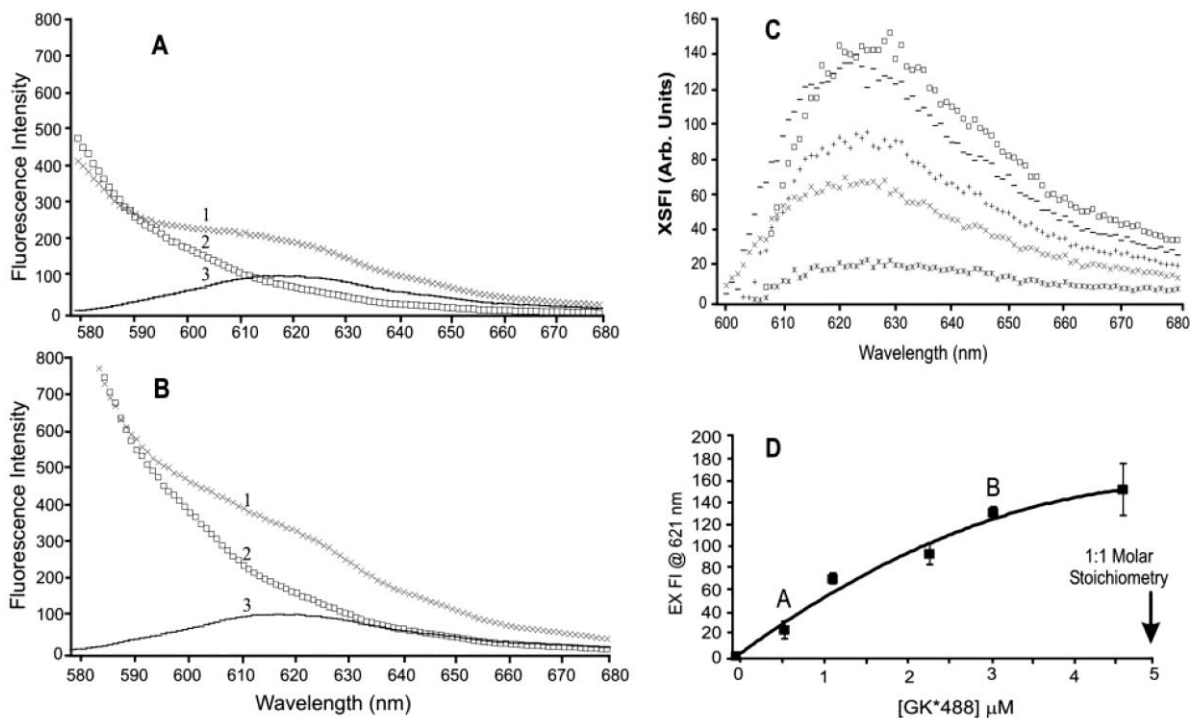 A
800
700
600
500
400
300
200
100
0
Fluorescence Intensity
1
2
3
580 590 600 610 620 630 640 650 660 670 680
B
800
700
600
500
400
300
200
100
0
Fluorescence Intensity
1
2
3
580 590 600 610 620 630 640 650 660 670 680
Wavelength (nm)
C
160
140
120
100
80
60
40
20
0
XSFI (Arb. Units)
600 610 620 630 640 650 660 670 680
Wavelength (nm)
D
200
180
160
140
120
100
80
60
40
20
0
EX FI @ 621 nm
A
B
1:1 Molar
Stoichiometry
0 1 2 3 4 5
[GK*488] µM